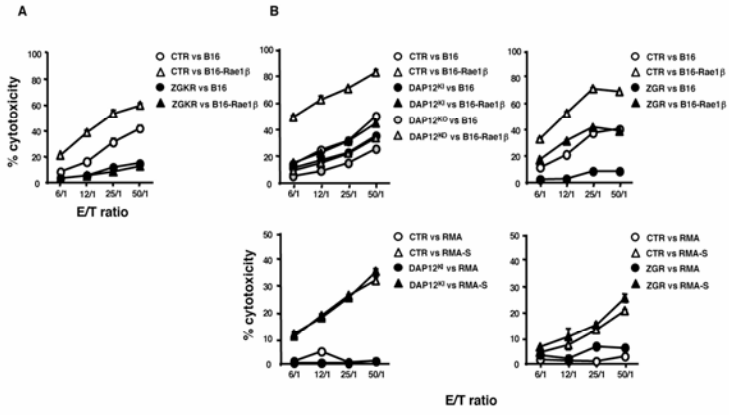 A
B
100
80
60
40
20
0
% cytotoxicity
6/1 12/1 25/1 50/1
E/T ratio
CTR vs B16
CTR vs B16-Rae1β
ZGKR vs B16
ZGKR vs B16-Rae1β
100
80
60
40
20
0
6/1 12/1 25/1 50/1
CTR vs B16
CTR vs B16-Rae1β
DAP12KI vs B16
DAP12KI vs B16-Rae1β
DAP12KO vs B16
DAP12KO vs B16-Rae1β
100
80
60
40
20
0
6/1 12/1 25/1 50/1
CTR vs B16
CTR vs B16-Rae1β
ZGR vs B16
ZGR vs B16-Rae1β
50
40
30
20
10
0
% cytotoxicity
6/1 12/1 25/1 50/1
CTR vs RMA
CTR vs RMA-S
DAP12KI vs RMA
DAP12KI vs RMA-S
50
40
30
20
10
0
6/1 12/1 25/1 50/1
CTR vs RMA
CTR vs RMA-S
ZGR vs RMA
ZGR vs RMA-S
E/T ratio